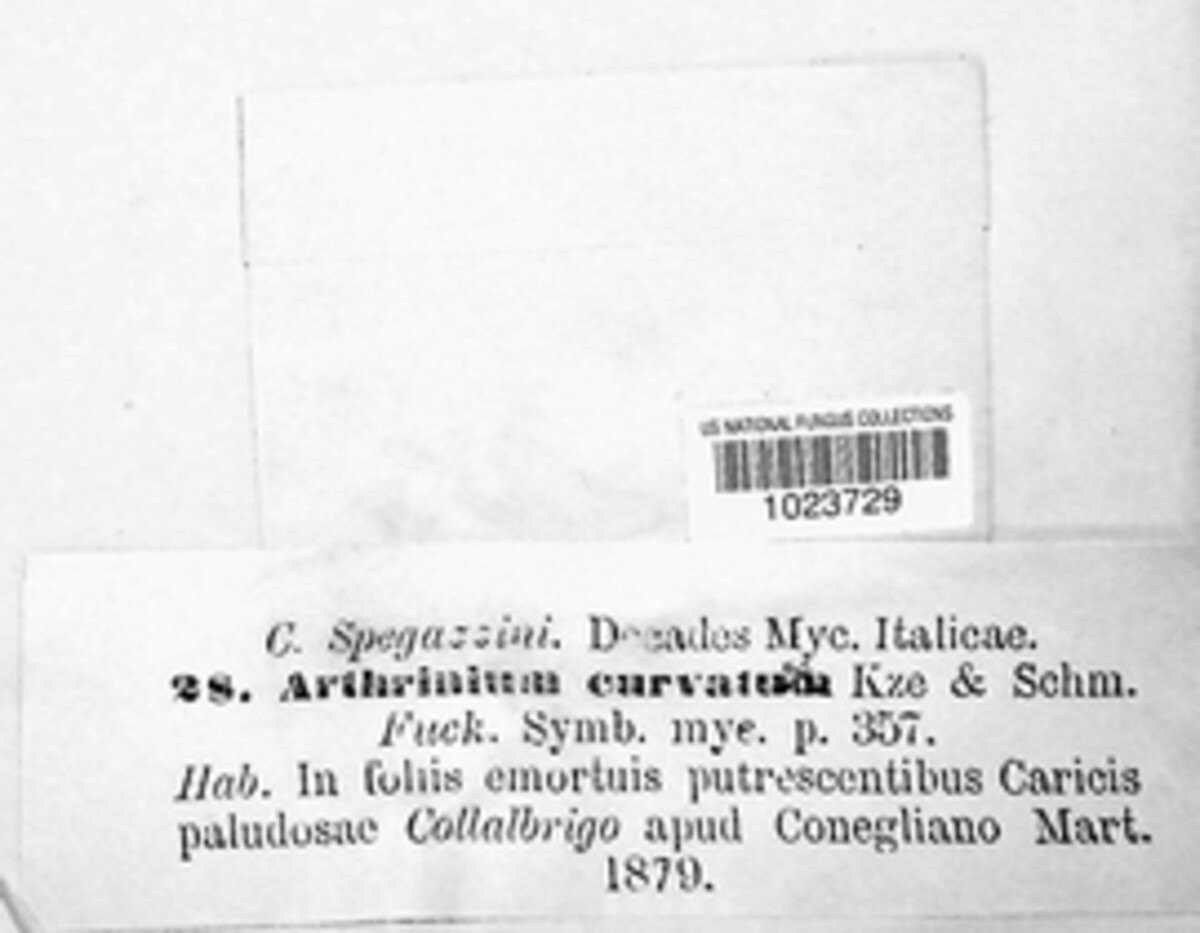 US NATIONAL FUNGUS COLLECTIONS
1023729
C. Spegazzini. Decades Myc. Italicae.
28. Arthrinium curvatum Kze & Schm.
Fuck. Symb. myc. p. 357.
Hab. In foliis emortuis putrescentibus Caricis
paludosae Collalbrigo apud Conegliano Mart.
1879.